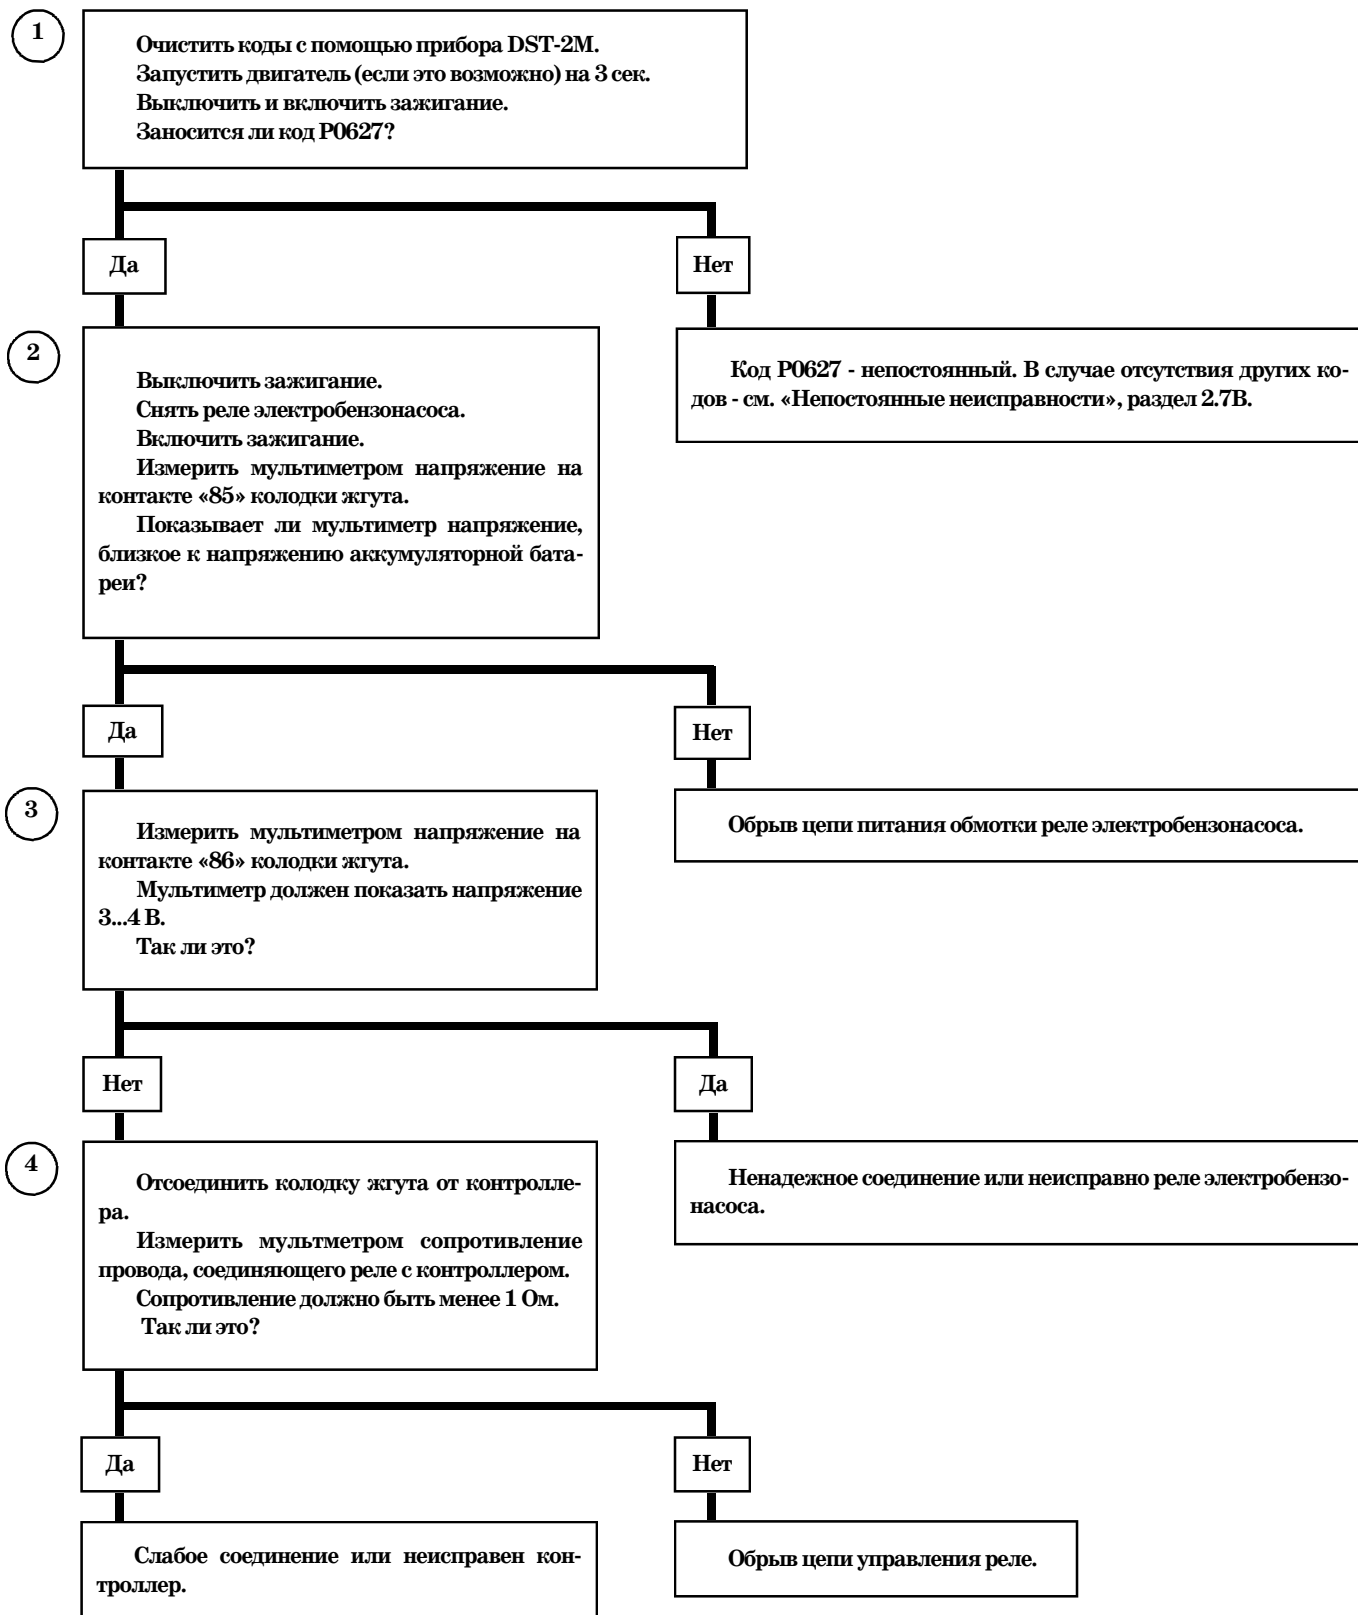 1
Очистить коды с помощью прибора DST-2M.
Запустить двигатель (если это возможно) на 3 сек.
Выключить и включить зажигание.
Заносится ли код P0627?
Да
Нет
2
Выключить зажигание.
Снять реле электробензонасоса.
Включить зажигание.
Измерить мультиметром напряжение на
контакте «85» колодки жгута.
Показывает ли мультиметр напряжение,
близкое к напряжению аккумуляторной бата-
реи?
Код P0627 - непостоянный. В случае отсутствия других ко-
дов - см. «Непостоянные неисправности», раздел 2.7В.
Да
Нет
3
Измерить мультиметром напряжение на
контакте «86» колодки жгута.
Мультиметр должен показать напряжение
3...4 В.
Так ли это?
Обрыв цепи питания обмотки реле электробензонасоса.
Нет
Да
4
Отсоединить колодку жгута от контролле-
ра.
Измерить мультметром сопротивление
провода, соединяющего реле с контроллером.
Сопротивление должно быть менее 1 Ом.
Так ли это?
Ненадежное соединение или неисправно реле электробензо-
насоса.
Да
Нет
Слабое соединение или неисправен кон-
троллер.
Обрыв цепи управления реле.